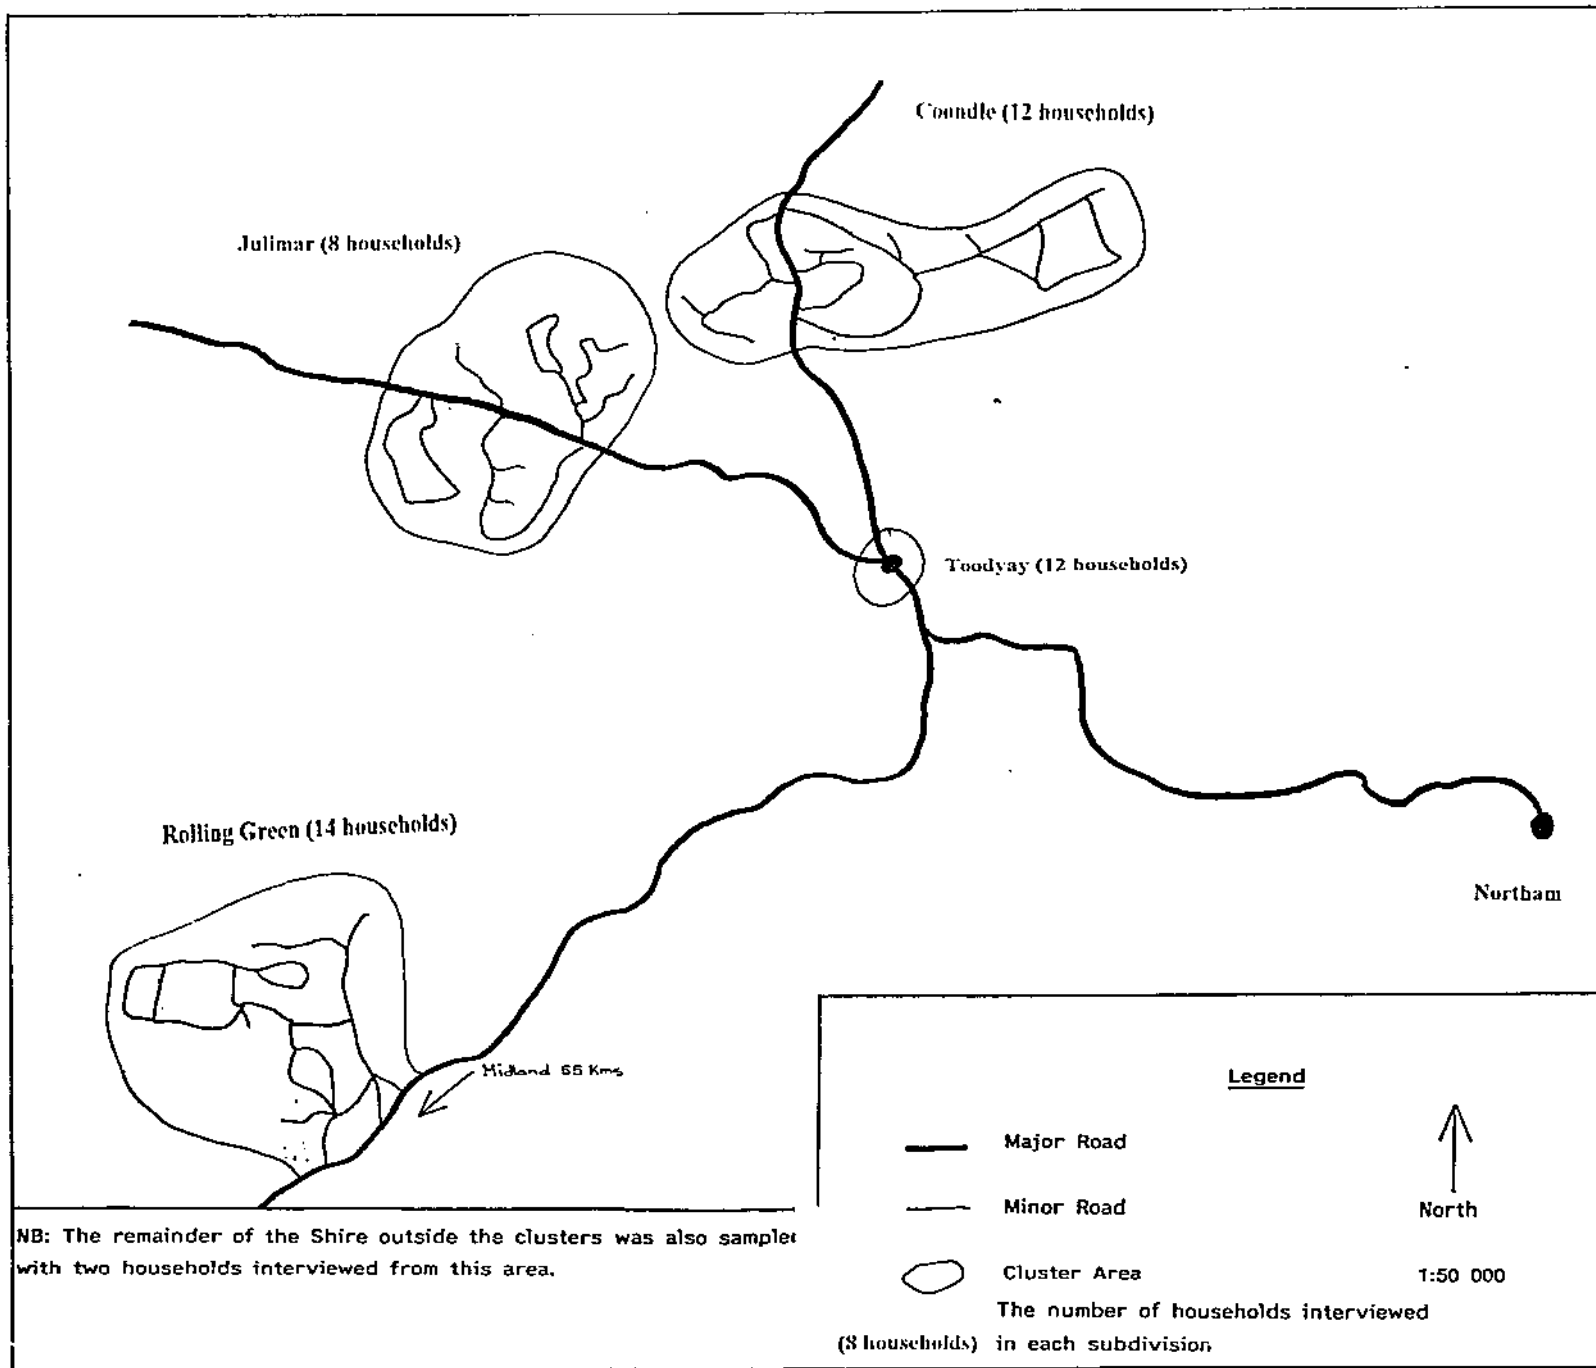 Coondle (12 households)
Julimar (8 households)
Toodyay (12 households)
Rolling Green (14 households)
Northam
Midland 65 Kms
Legend
Major Road
Minor Road
North
Cluster Area
1:50 000
The number of households interviewed
(8 households) in each subdivision
NB: The remainder of the Shire outside the clusters was also sample
with two households interviewed from this area.